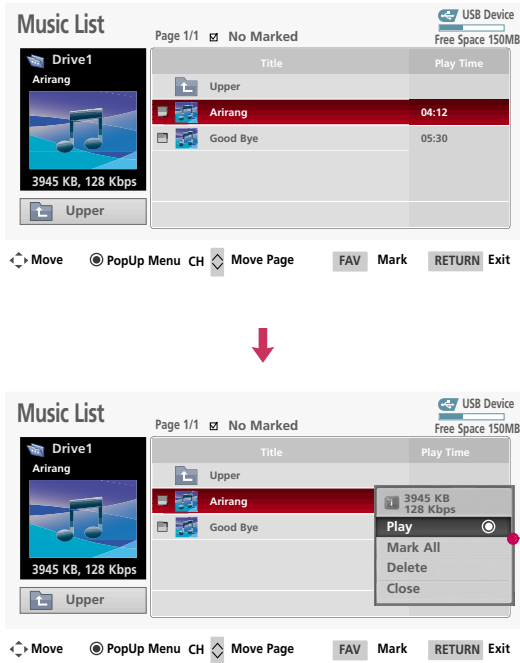 Music List
Page 1/1 No Marked
USB Device
Free Space 150MB
Drive1
Arirang
3945 KB, 128 Kbps
Upper
Title Play Time
Upper
Arirang 04:12
Good Bye 05:30
Move PopUp Menu CH Move Page FAV Mark RETURN Exit
Music List
Page 1/1 No Marked
USB Device
Free Space 150MB
Drive1
Arirang
3945 KB, 128 Kbps
Upper
Title Play Time
Upper
Arirang
Good Bye
3945 KB
128 Kbps
Play
Mark All
Delete
Close
Move PopUp Menu CH Move Page FAV Mark RETURN Exit